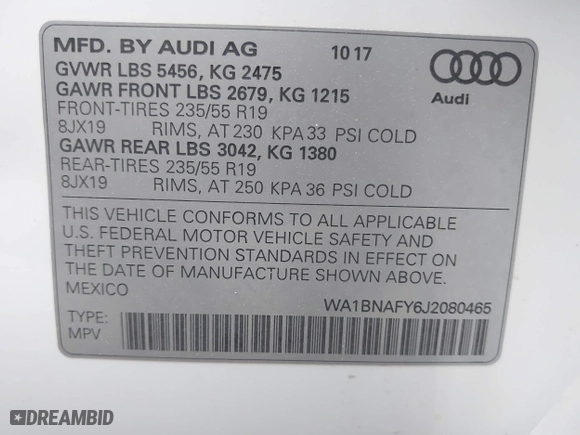 MFD. BY AUDI AG 10 17
GVWR LBS 5456, KG 2475
GAWR FRONT LBS 2679, KG 1215
Audi
FRONT-TIRES 235/55 R19
8JX19 RIMS, AT 230 KPA 33 PSI COLD
GAWR REAR LBS 3042, KG 1380
REAR-TIRES 235/55 R19
8JX19 RIMS, AT 250 KPA 36 PSI COLD
THIS VEHICLE CONFORMS TO ALL APPLICABLE
U.S. FEDERAL MOTOR VEHICLE SAFETY AND
THEFT PREVENTION STANDARDS IN EFFECT ON
THE DATE OF MANUFACTURE SHOWN ABOVE.
MEXICO
WA1BNAFY6J2080465
TYPE:
MPV
DREAMBID